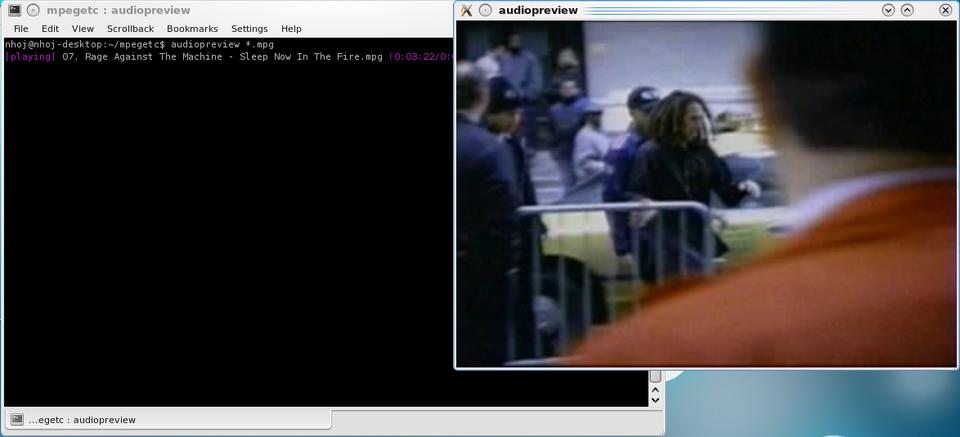 mpegetc : audiopreview
audiopreview
File Edit View Scrollback Bookmarks Settings Help
nhoj@nhoj-desktop:~/mpegetc$ audiopreview *.mpg
[playing] 07. Rage Against The Machine - Sleep Now In The Fire.mpg (0:03:22/0:
...egetc : audiopreview